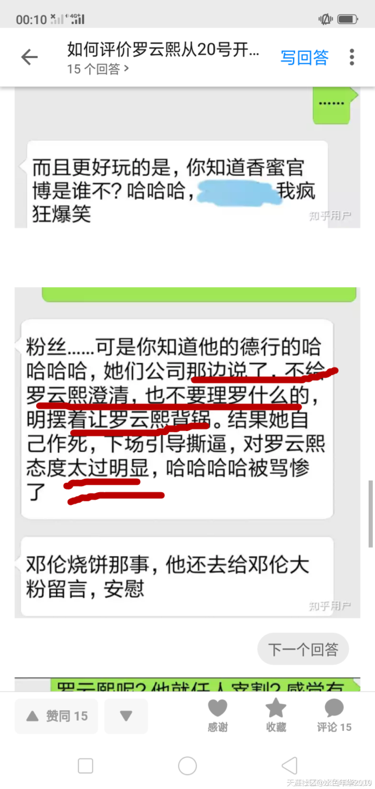 00:10
如何评价罗云熙从20号开...
15 个回答 >
写回答
......
而且更好玩的是，你知道香蜜官
博是谁不？哈哈哈，
我疯
狂爆笑
知乎用户
粉丝......可是你知道他的德行的哈
哈哈哈哈，她们公司那边说了，不给
罗云熙澄清，也不要理罗什么的，
明摆着让罗云熙背锅。结果她自
己作死，下场引导撕逼，对罗云熙
态度太过明显，哈哈哈哈被骂惨
了
邓伦烧饼那事，他还去给邓伦大
粉留言，安慰
知乎用户
下一个回答
罗云熙呢？他就任人宰割？感觉有
赞同 15
感谢
收藏
评论 15